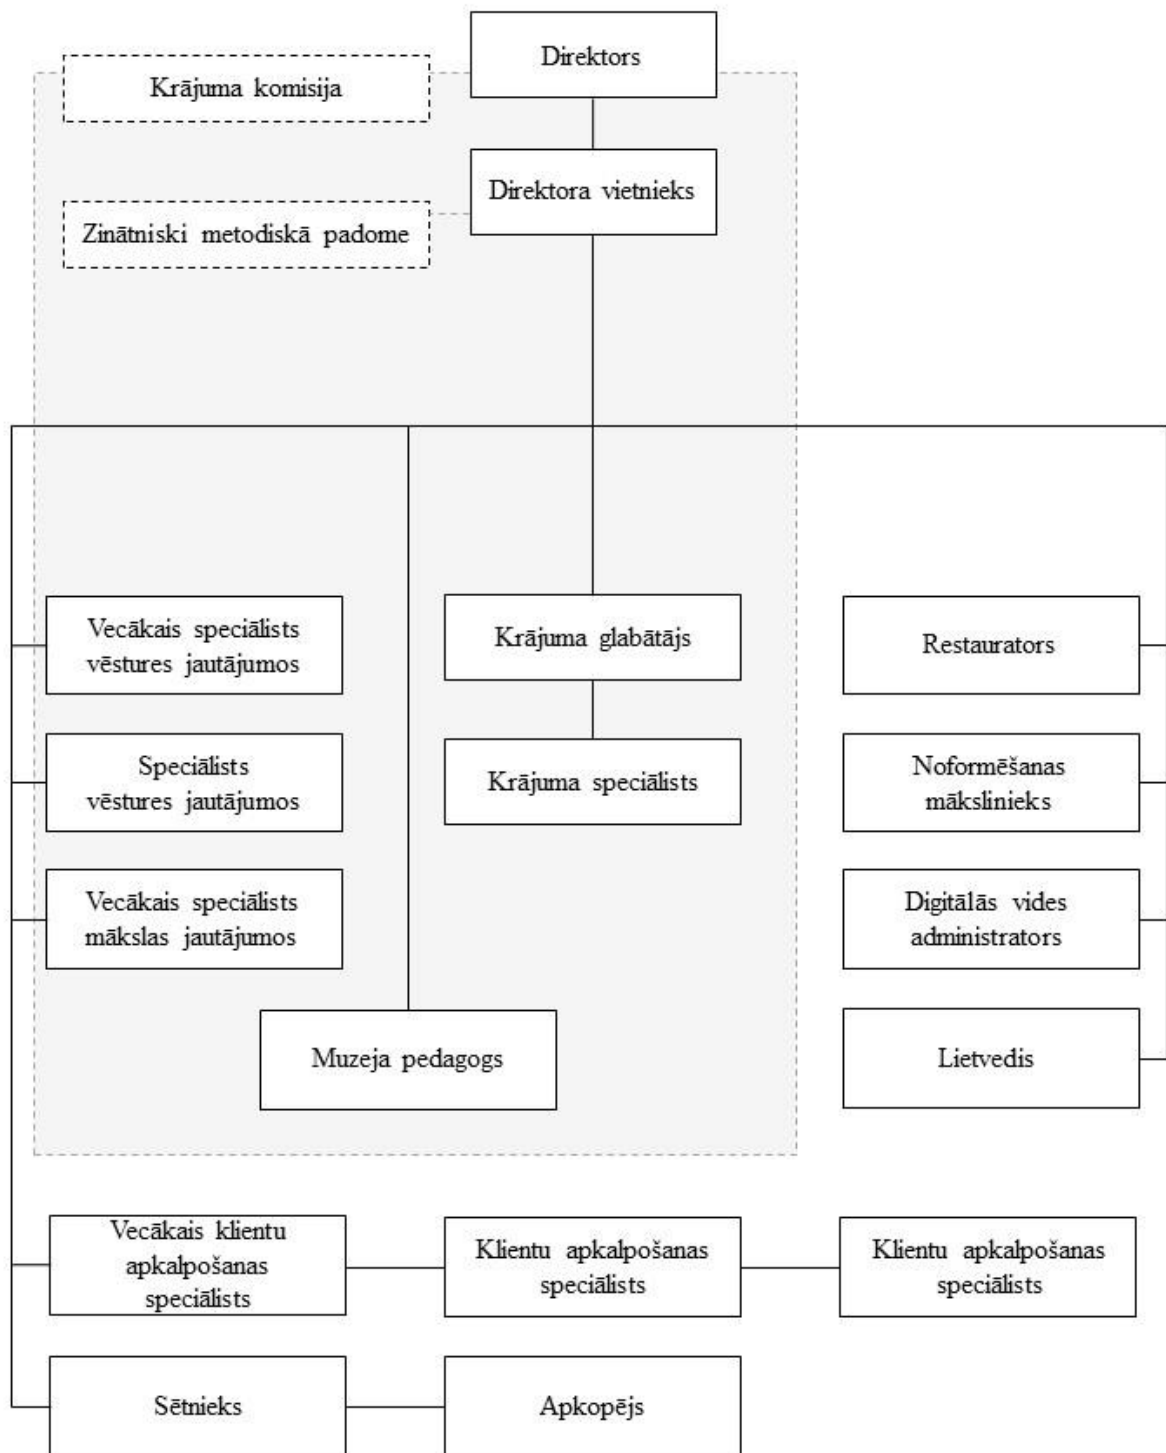 Direktors
Krājuma komisija
Direktora vietnieks
Zinātniski metodiskā padome
Vecākais speciālists
vēstures jautājumos
Krājuma glabātājs
Restaurators
Speciālists
vēstures jautājumos
Krājuma speciālists
Noformēšanas
mākslinieks
Vecākais speciālists
mākslas jautājumos
Digitālās vides
administrators
Muzeja pedagogs
Lietvedis
Vecākais klientu
apkalpošanas
speciālists
Klientu apkalpošanas
speciālists
Klientu apkalpošanas
speciālists
Sētnieks
Apkopējs